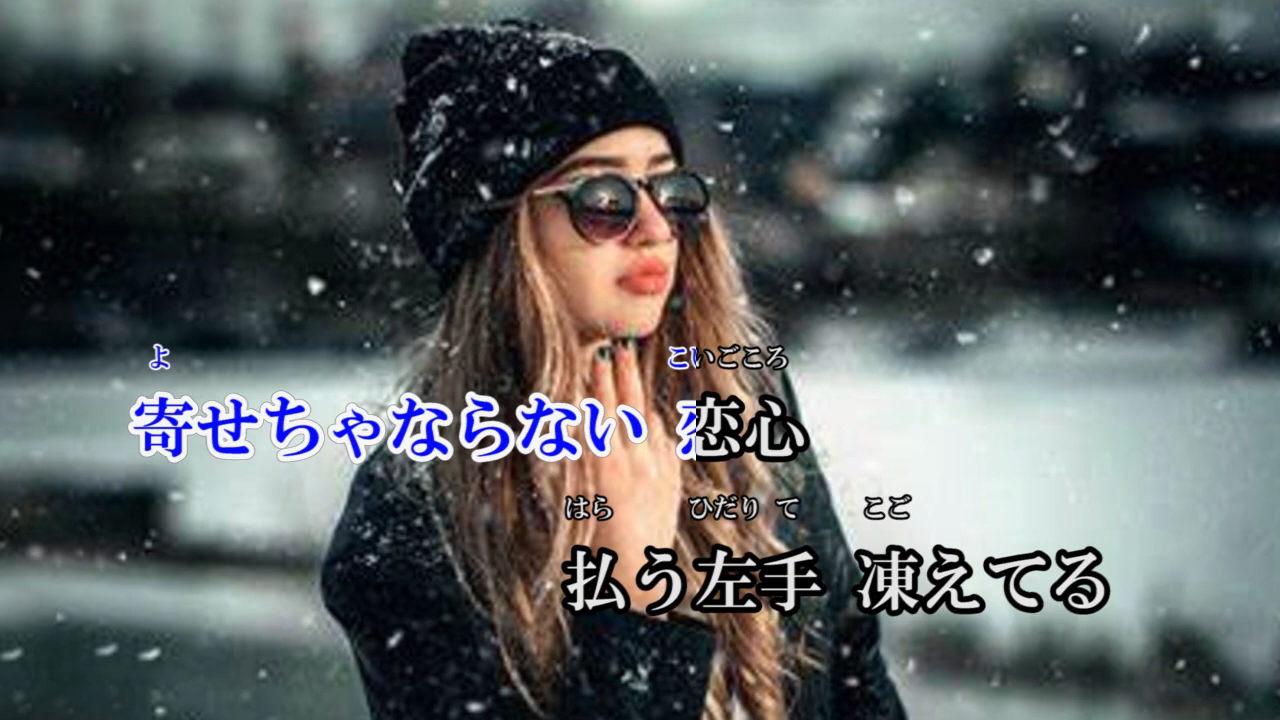 よ こいごころ
寄せちゃならない 恋心
はら ひだり て こご
払う左手 凍えてる